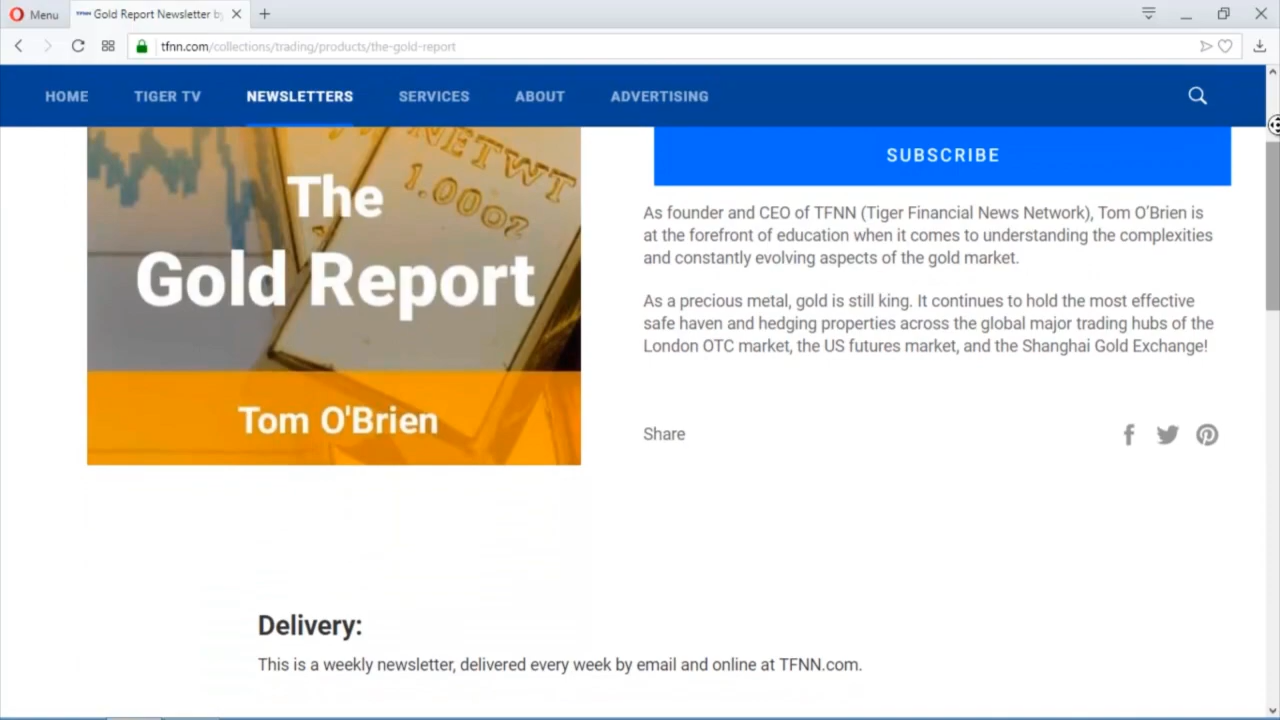 Menu
TFNN
Gold Report Newsletter by
tfnn.com/collections/trading/products/the-gold-report
HOME
TIGER TV
NEWSLETTERS
SERVICES
ABOUT
ADVERTISING
NETWT
1.00oz
The
Gold Report
Tom O'Brien
SUBSCRIBE
As founder and CEO of TFNN (Tiger Financial News Network), Tom O'Brien is
at the forefront of education when it comes to understanding the complexities
and constantly evolving aspects of the gold market.
As a precious metal, gold is still king. It continues to hold the most effective
safe haven and hedging properties across the global major trading hubs of the
London OTC market, the US futures market, and the Shanghai Gold Exchange!
Share
Delivery:
This is a weekly newsletter, delivered every week by email and online at TFNN.com.